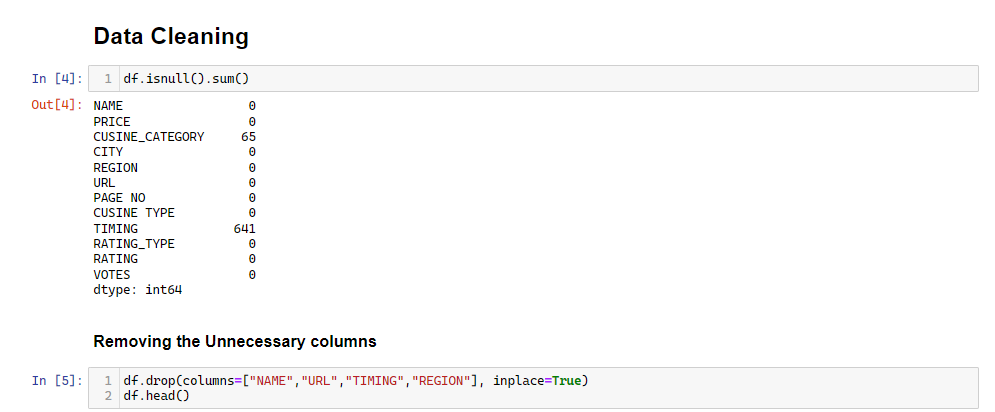 Data Cleaning
In [4]: 1 df.isnull().sum()
Out[4]: NAME 0
PRICE 0
CUSINE_CATEGORY 65
CITY 0
REGION 0
URL 0
PAGE NO 0
CUSINE TYPE 0
TIMING 641
RATING_TYPE 0
RATING 0
VOTES 0
dtype: int64
Removing the Unnecessary columns
In [5]: 1 df.drop(columns=["NAME","URL","TIMING","REGION"], inplace=True)
2 df.head()